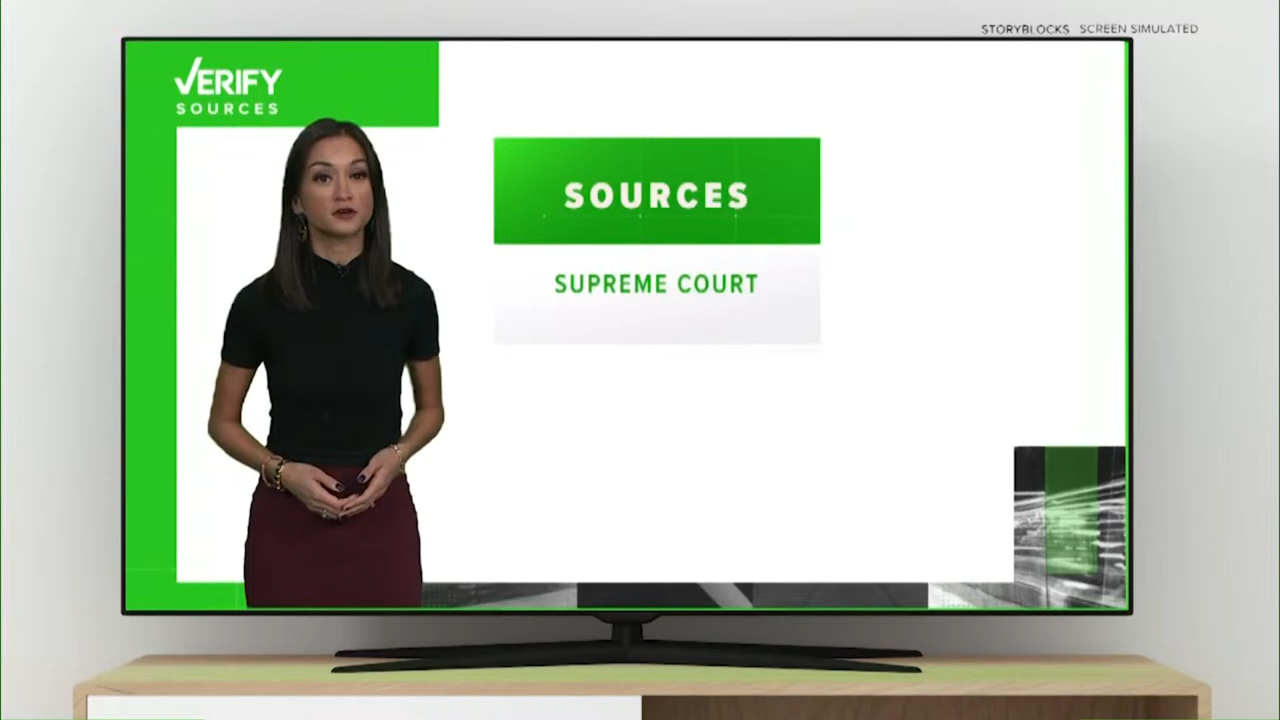 STORYBLOCKS SCREEN SIMULATED
VERIFY
SOURCES
SOURCES
SUPREME COURT